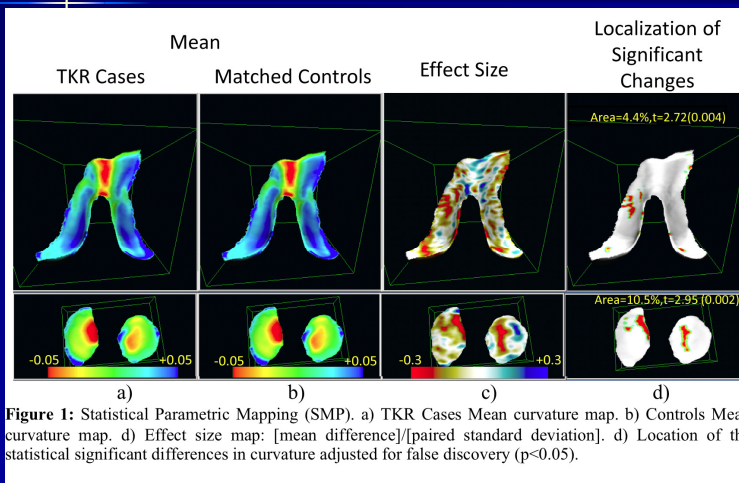 Mean
TKR Cases
Matched Controls
Effect Size
Localization of
Significant
Changes
Area=4.4%,t=2.72(0.004)
Area=10.5%,t=2.95 (0.002)
-0.05
+0.05
-0.05
+0.05
-0.3
+0.3
a)
b)
c)
d)
Figure 1: Statistical Parametric Mapping (SMP). a) TKR Cases Mean curvature map. b) Controls Mea
curvature map. d) Effect size map: [mean difference]/[paired standard deviation]. d) Location of th
statistical significant differences in curvature adjusted for false discovery (p<0.05).